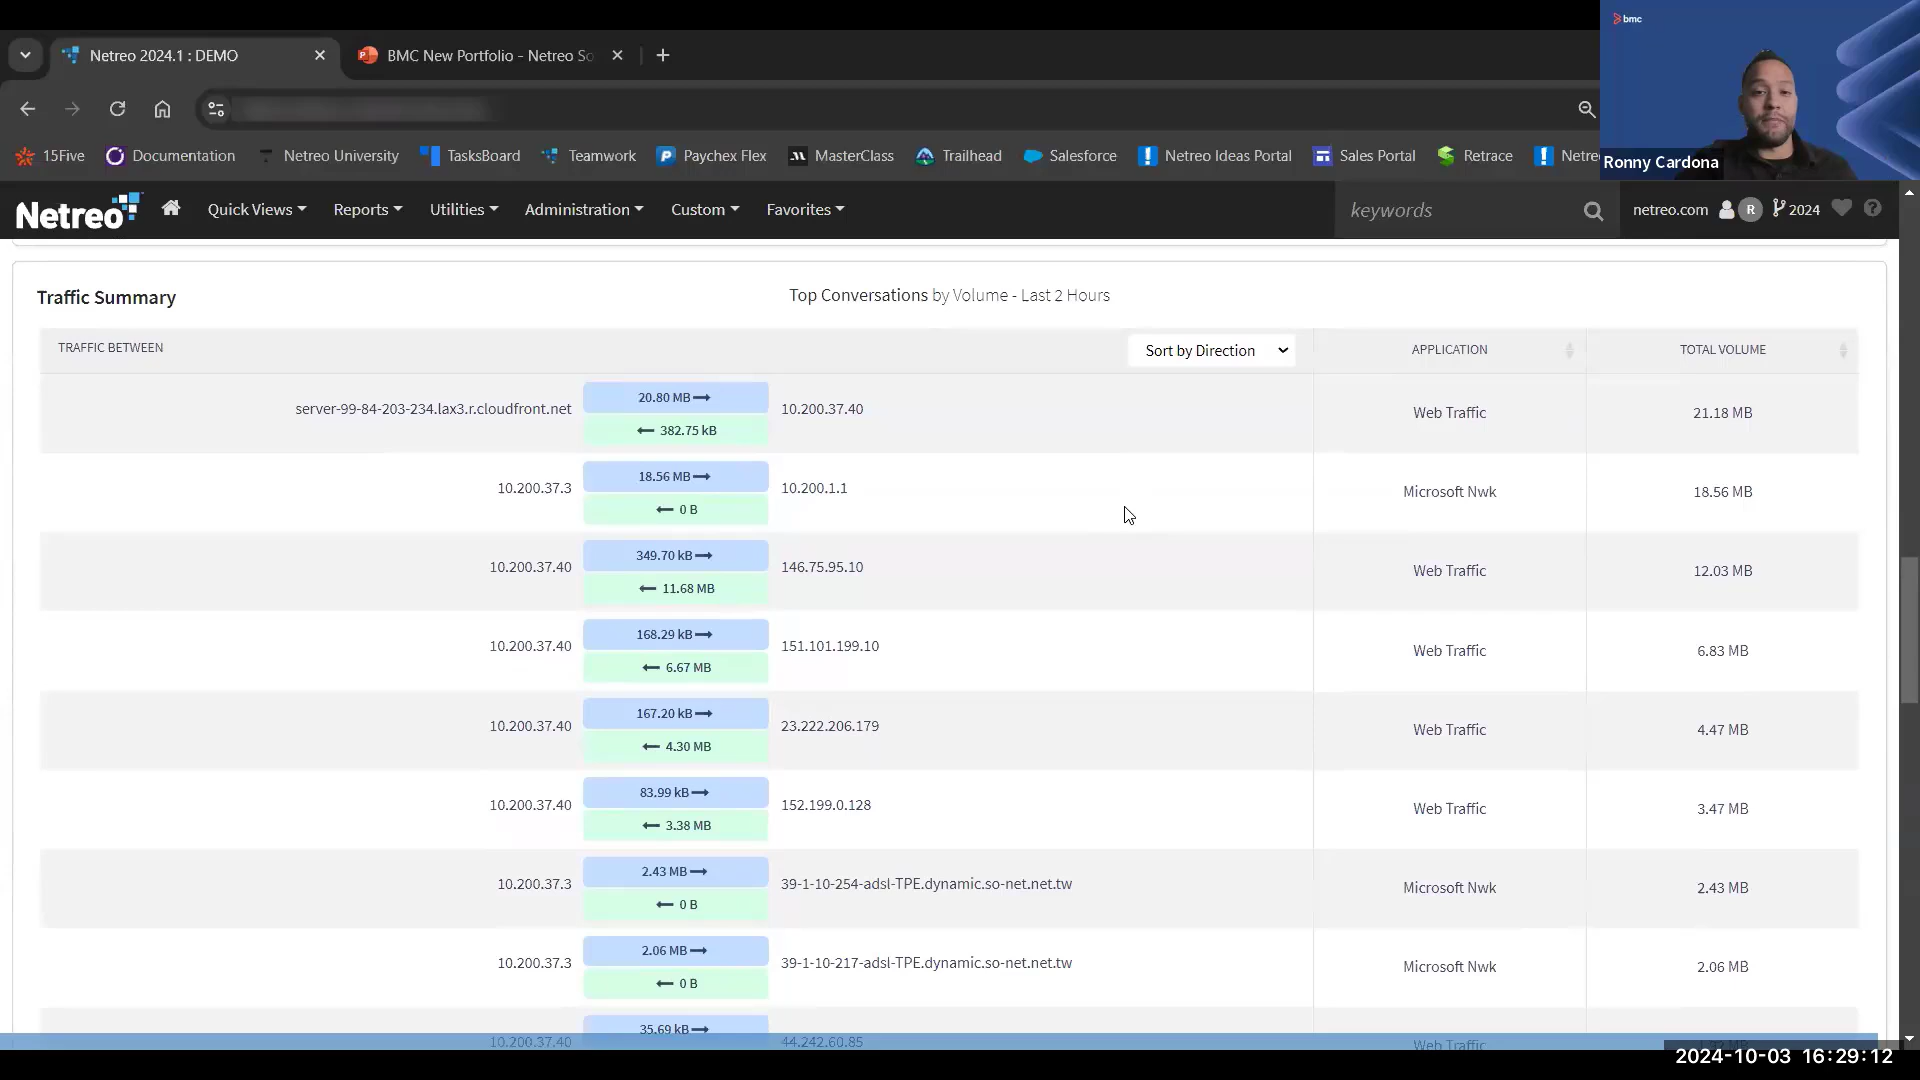 bmc
Netreo 2024.1 : DEMO
BMC New Portfolio - Netreo So
Ronny Cardona
15Five
Documentation
Netreo University
TasksBoard
Teamwork
Paychex Flex
MasterClass
Trailhead
Salesforce
Netreo Ideas Portal
Sales Portal
Retrace
Netre
Netreo
Quick Views
Reports
Utilities
Administration
Custom
Favorites
keywords
netreo.com
R
2024
Traffic Summary
Top Conversations by Volume - Last 2 Hours
TRAFFIC BETWEEN
Sort by Direction
APPLICATION
TOTAL VOLUME
server-99-84-203-234.lax3.r.cloudfront.net
20.80 MB
382.75 kB
10.200.37.40
Web Traffic
21.18 MB
10.200.37.3
18.56 MB
0 B
10.200.1.1
Microsoft Nwk
18.56 MB
10.200.37.40
349.70 kB
11.68 MB
146.75.95.10
Web Traffic
12.03 MB
10.200.37.40
168.29 kB
6.67 MB
151.101.199.10
Web Traffic
6.83 MB
10.200.37.40
167.20 kB
4.30 MB
23.222.206.179
Web Traffic
4.47 MB
10.200.37.40
83.99 kB
3.38 MB
152.199.0.128
Web Traffic
3.47 MB
10.200.37.3
2.43 MB
0 B
39-1-10-254-adsl-TPE.dynamic.so-net.net.tw
Microsoft Nwk
2.43 MB
10.200.37.3
2.06 MB
0 B
39-1-10-217-adsl-TPE.dynamic.so-net.net.tw
Microsoft Nwk
2.06 MB
10.200.37.40
35.69 kB
44.242.60.85
Web Traffic
2024-10-03 16:29:12